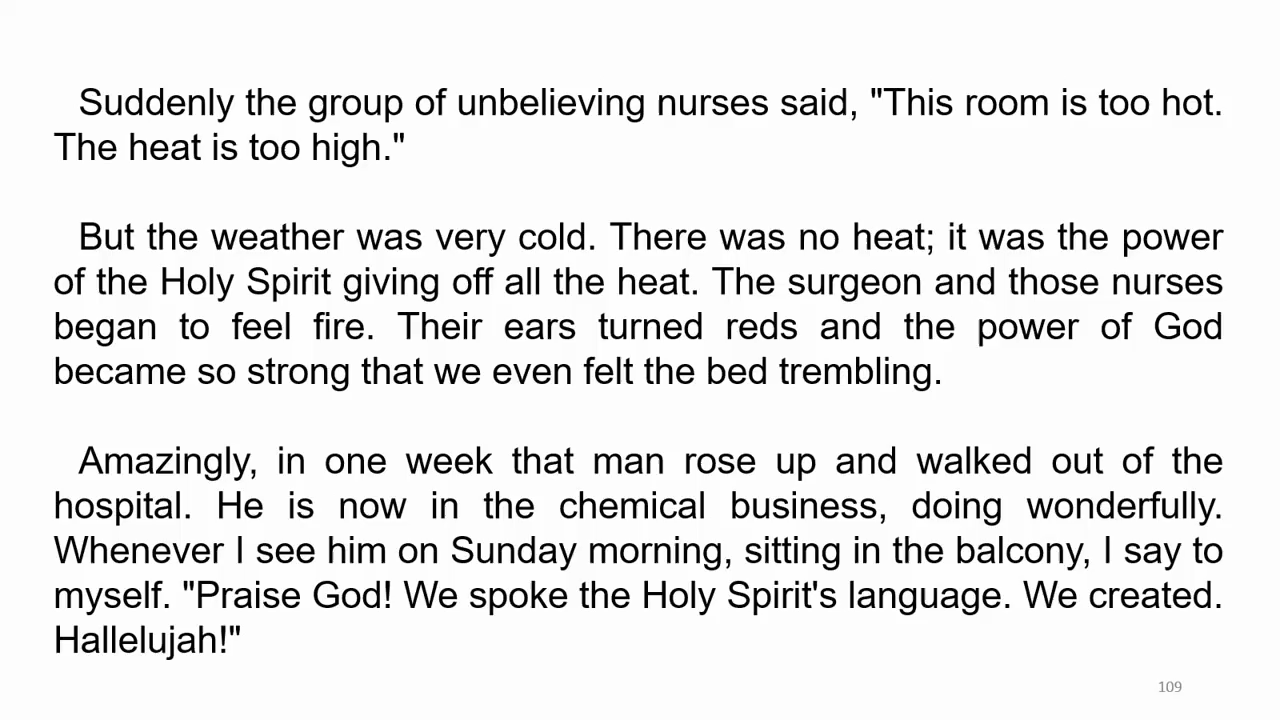 Suddenly the group of unbelieving nurses said, "This room is too hot.
The heat is too high."
But the weather was very cold. There was no heat; it was the power
of the Holy Spirit giving off all the heat. The surgeon and those nurses
began to feel fire. Their ears turned reds and the power of God
became so strong that we even felt the bed trembling.
Amazingly, in one week that man rose up and walked out of the
hospital. He is now in the chemical business, doing wonderfully.
Whenever I see him on Sunday morning, sitting in the balcony, I say to
myself. "Praise God! We spoke the Holy Spirit's language. We created.
Hallelujah!"
109